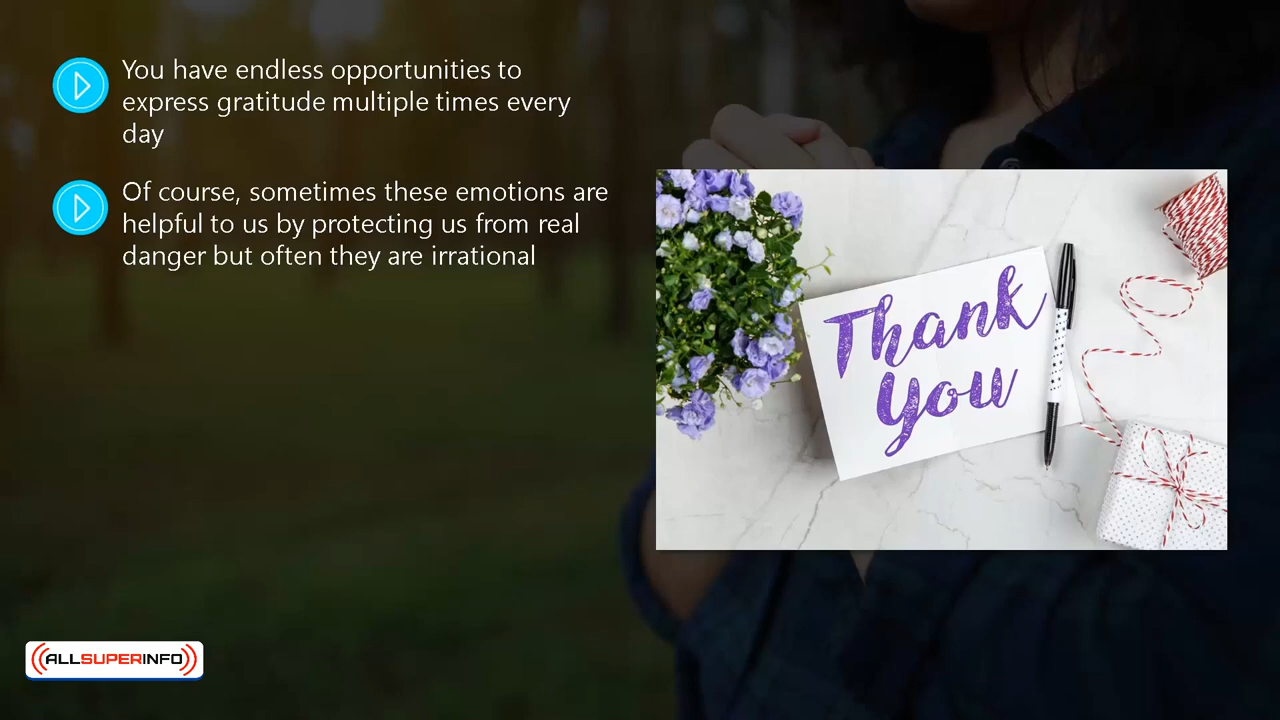 You have endless opportunities to
express gratitude multiple times every
day
Of course, sometimes these emotions are
helpful to us by protecting us from real
danger but often they are irrational
Thank
You
ALLSUPERINFO